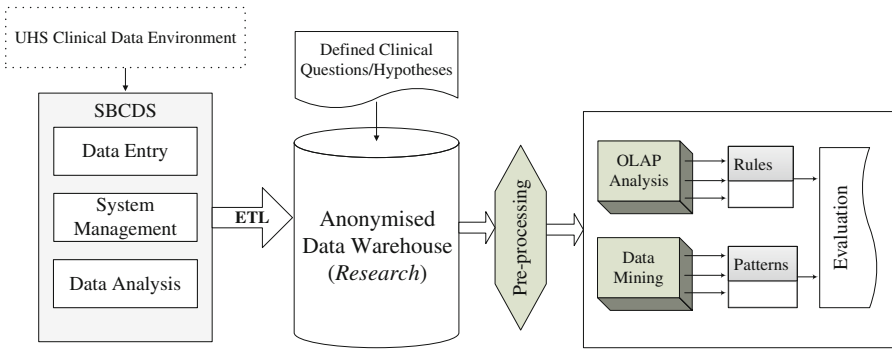 UHS Clinical Data Environment
SBCDS
Data Entry
System
Management
Data Analysis
ETL
Defined Clinical
Questions/Hypotheses
Anonymised
Data Warehouse
(Research)
Pre-processing
OLAP
Analysis
Rules
Data
Mining
Patterns
Evaluation